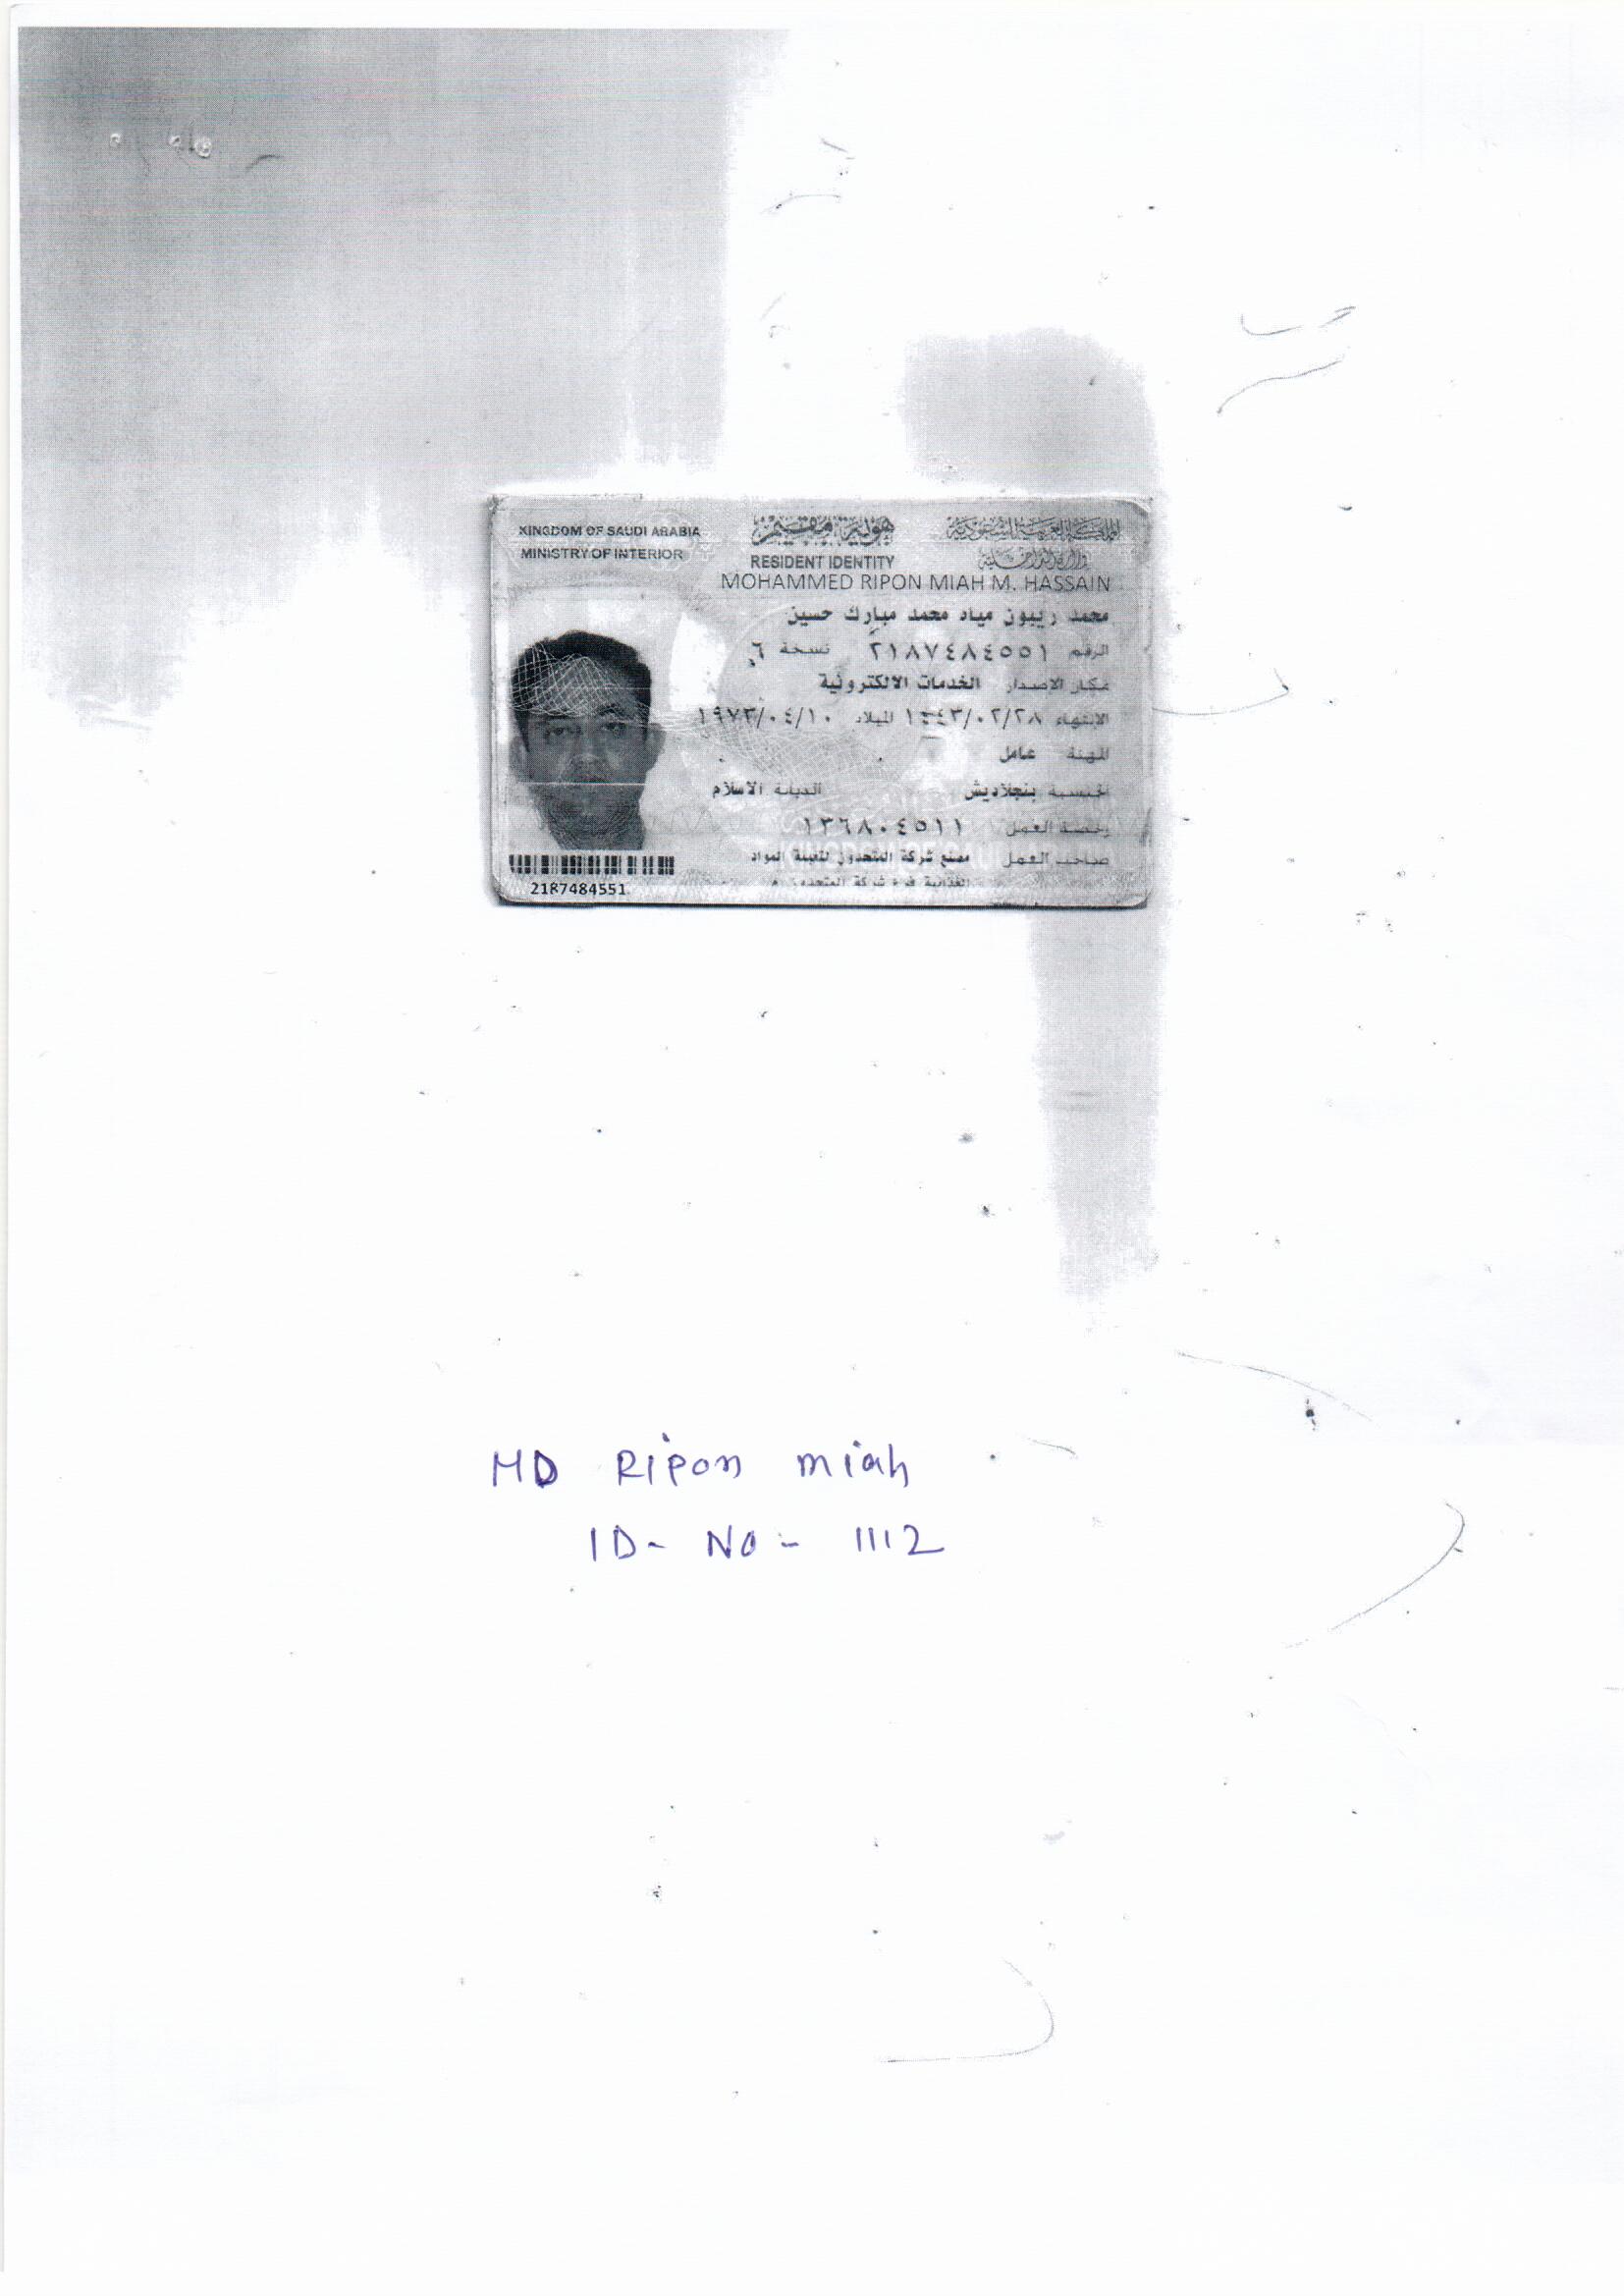 KINGDOM OF SAUDI ARABIA
MINISTRY OF INTERIOR
هوية مقيم
RESIDENT IDENTITY
المملكة العربية السعودية
وزارة الداخلية
MOHAMMED RIPON MIAH M. HASSAIN
محمد ريبون مياه محمد مبارك حسين
الرقم ٢١٨٧٤٨٤٥٥١ نسخة ٦
مكان الاصدار الخدمات الالكترونية
الانتهاء ١٤٤٣/٠٢/٢٨ الميلاد ١٩٧٣/٠٤/١٠
المهنة عامل
الجنسية بنجلاديش الديانة الاسلام
رخصة العمل ١٣٦٨٠٤٥١١
صاحب العمل مصنع شركة المتحدون لتعبئة المواد
الغذائية فرع شركة المتحدون
2187484551
MD Ripon miah
ID- NO - 1112